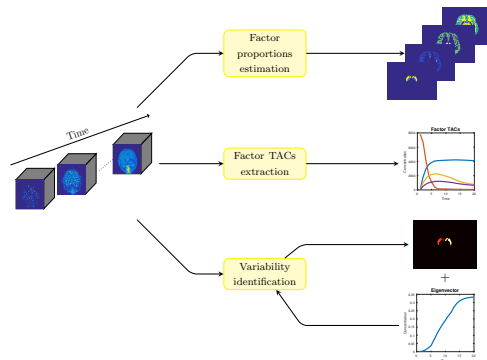 Factor
proportions
estimation
Time
Factor TACs
extraction
Factor TACs
Time
Variability
identification
+
Eigenvector